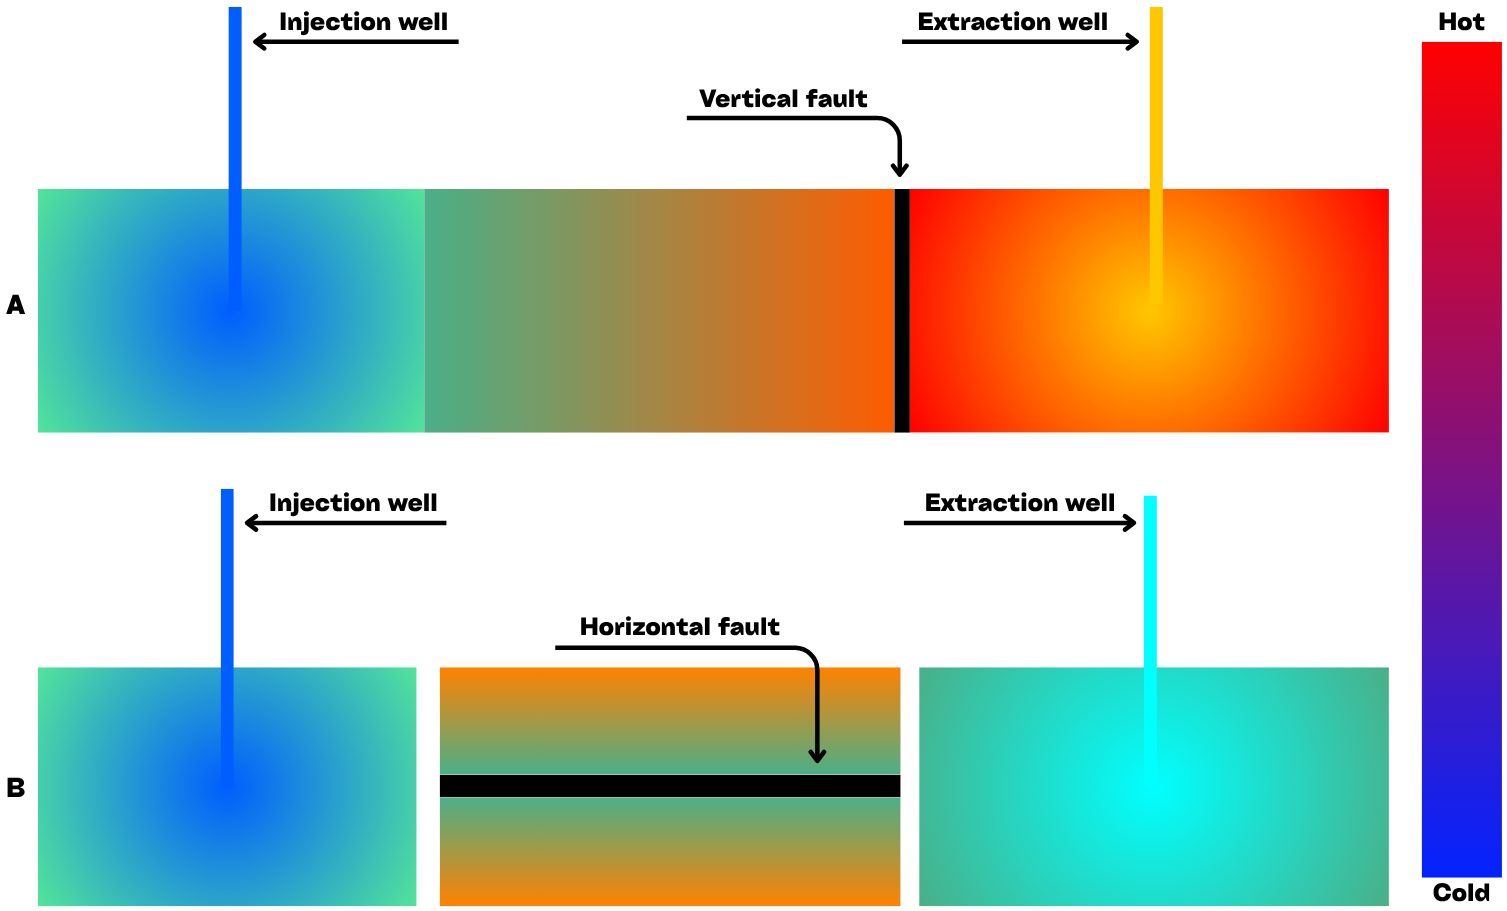 Injection well
Extraction well
Hot
Vertical fault
A
Injection well
Extraction well
Horizontal fault
B
Cold